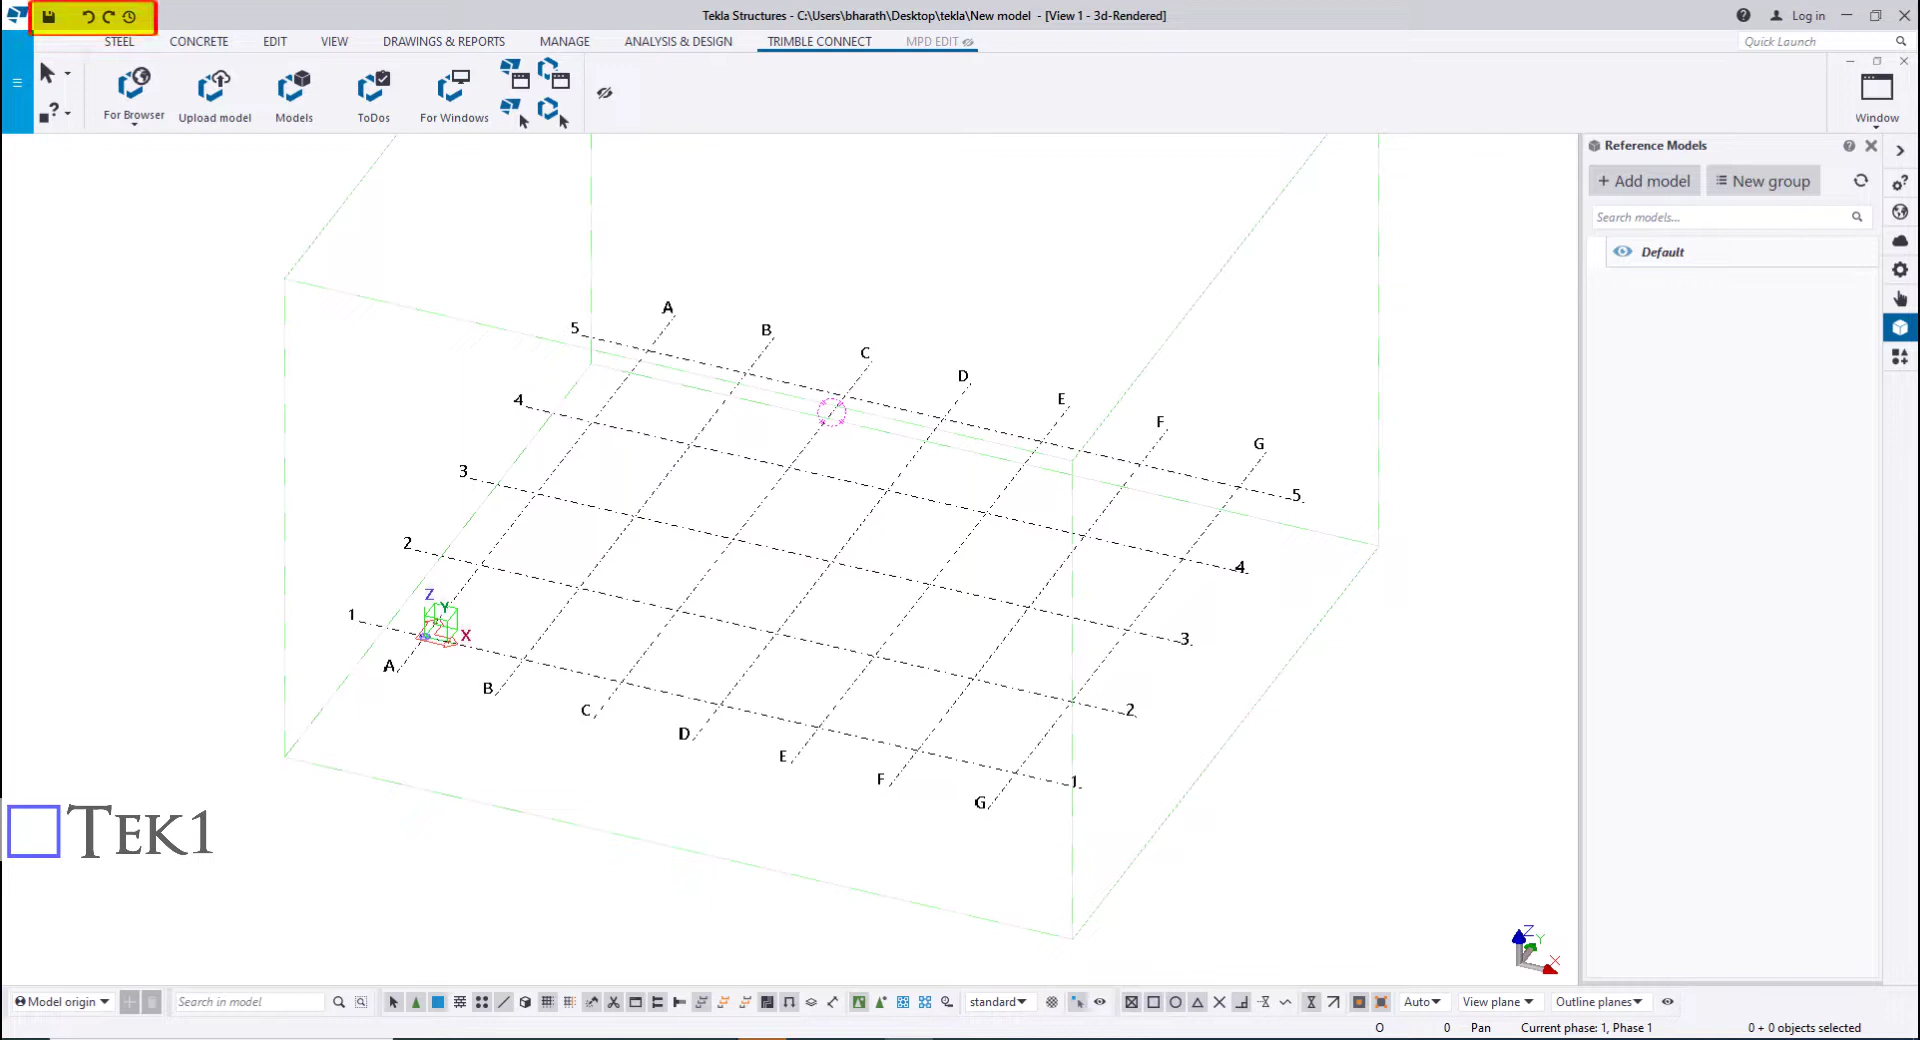 Tekla Structures - C:\Users\bharath\Desktop\tekla\New model - [View 1 - 3d-Rendered]
Log in
STEEL CONCRETE EDIT VIEW DRAWINGS & REPORTS MANAGE ANALYSIS & DESIGN TRIMBLE CONNECT MPD EDIT
Quick Launch
For Browser Upload model Models ToDos For Windows
Window
Reference Models
+ Add model New group
Search models...
Default
A
5 B
C
D
4 E
F
G
3
5
2
4
Z
Y
1 X
3
A
B
C 2
D
E
F 1
G
TEK1
Z
Y
X
Model origin Search in model standard Auto View plane Outline planes
O 0 Pan Current phase: 1, Phase 1 0 + 0 objects selected